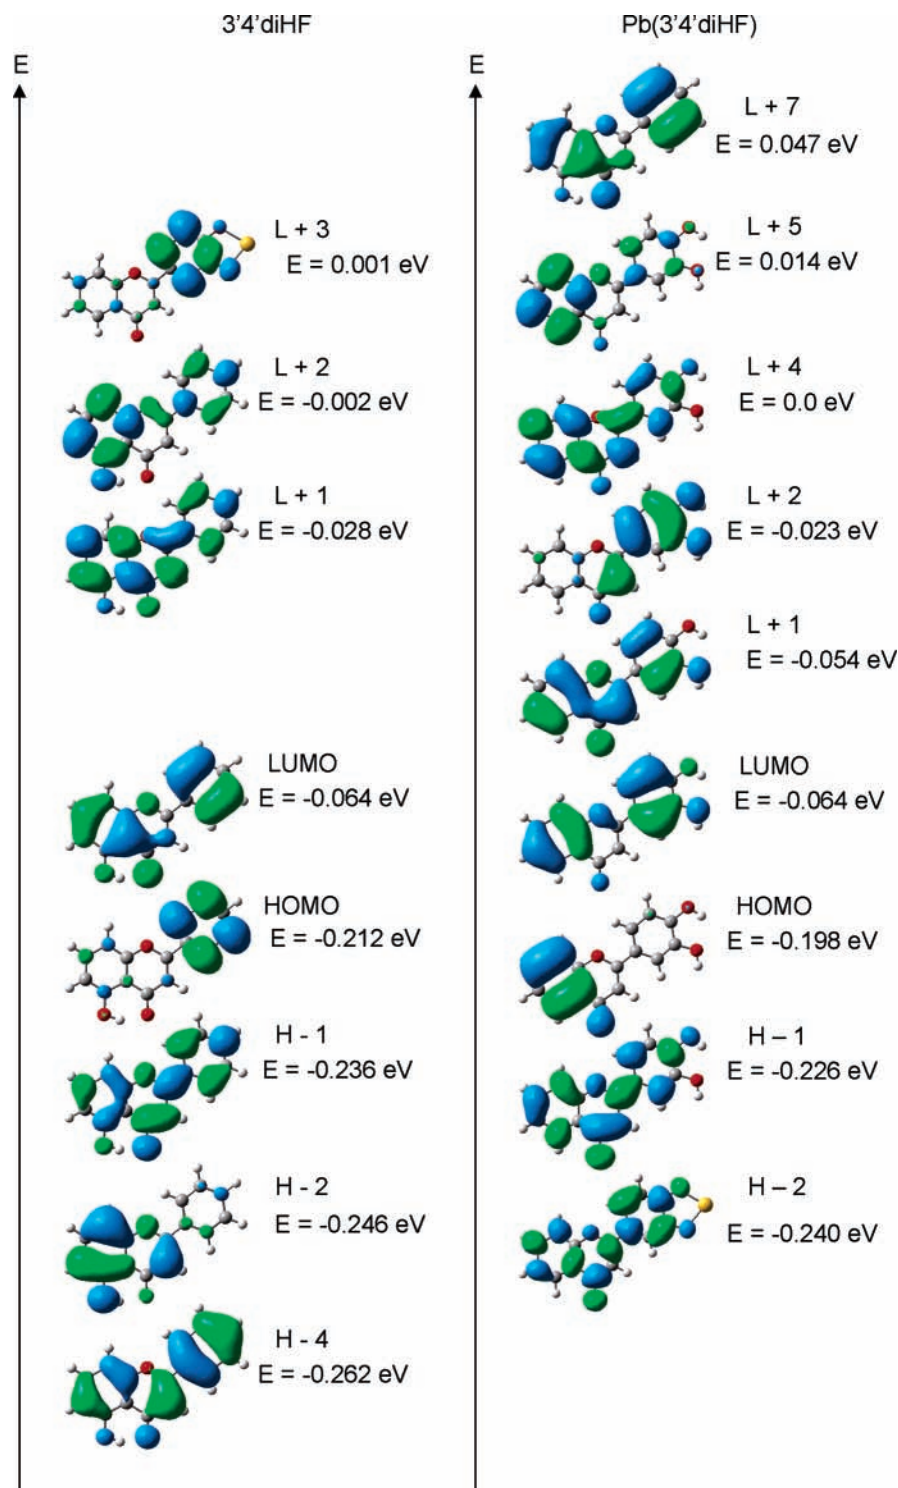 3'4'diHF
E
L + 3
E = 0.001 eV
L + 2
E = -0.002 eV
L + 1
E = -0.028 eV
LUMO
E = -0.064 eV
HOMO
E = -0.212 eV
H - 1
E = -0.236 eV
H - 2
E = -0.246 eV
H - 4
E = -0.262 eV
Pb(3'4'diHF)
E
L + 7
E = 0.047 eV
L + 5
E = 0.014 eV
L + 4
E = 0.0 eV
L + 2
E = -0.023 eV
L + 1
E = -0.054 eV
LUMO
E = -0.064 eV
HOMO
E = -0.198 eV
H – 1
E = -0.226 eV
H – 2
E = -0.240 eV